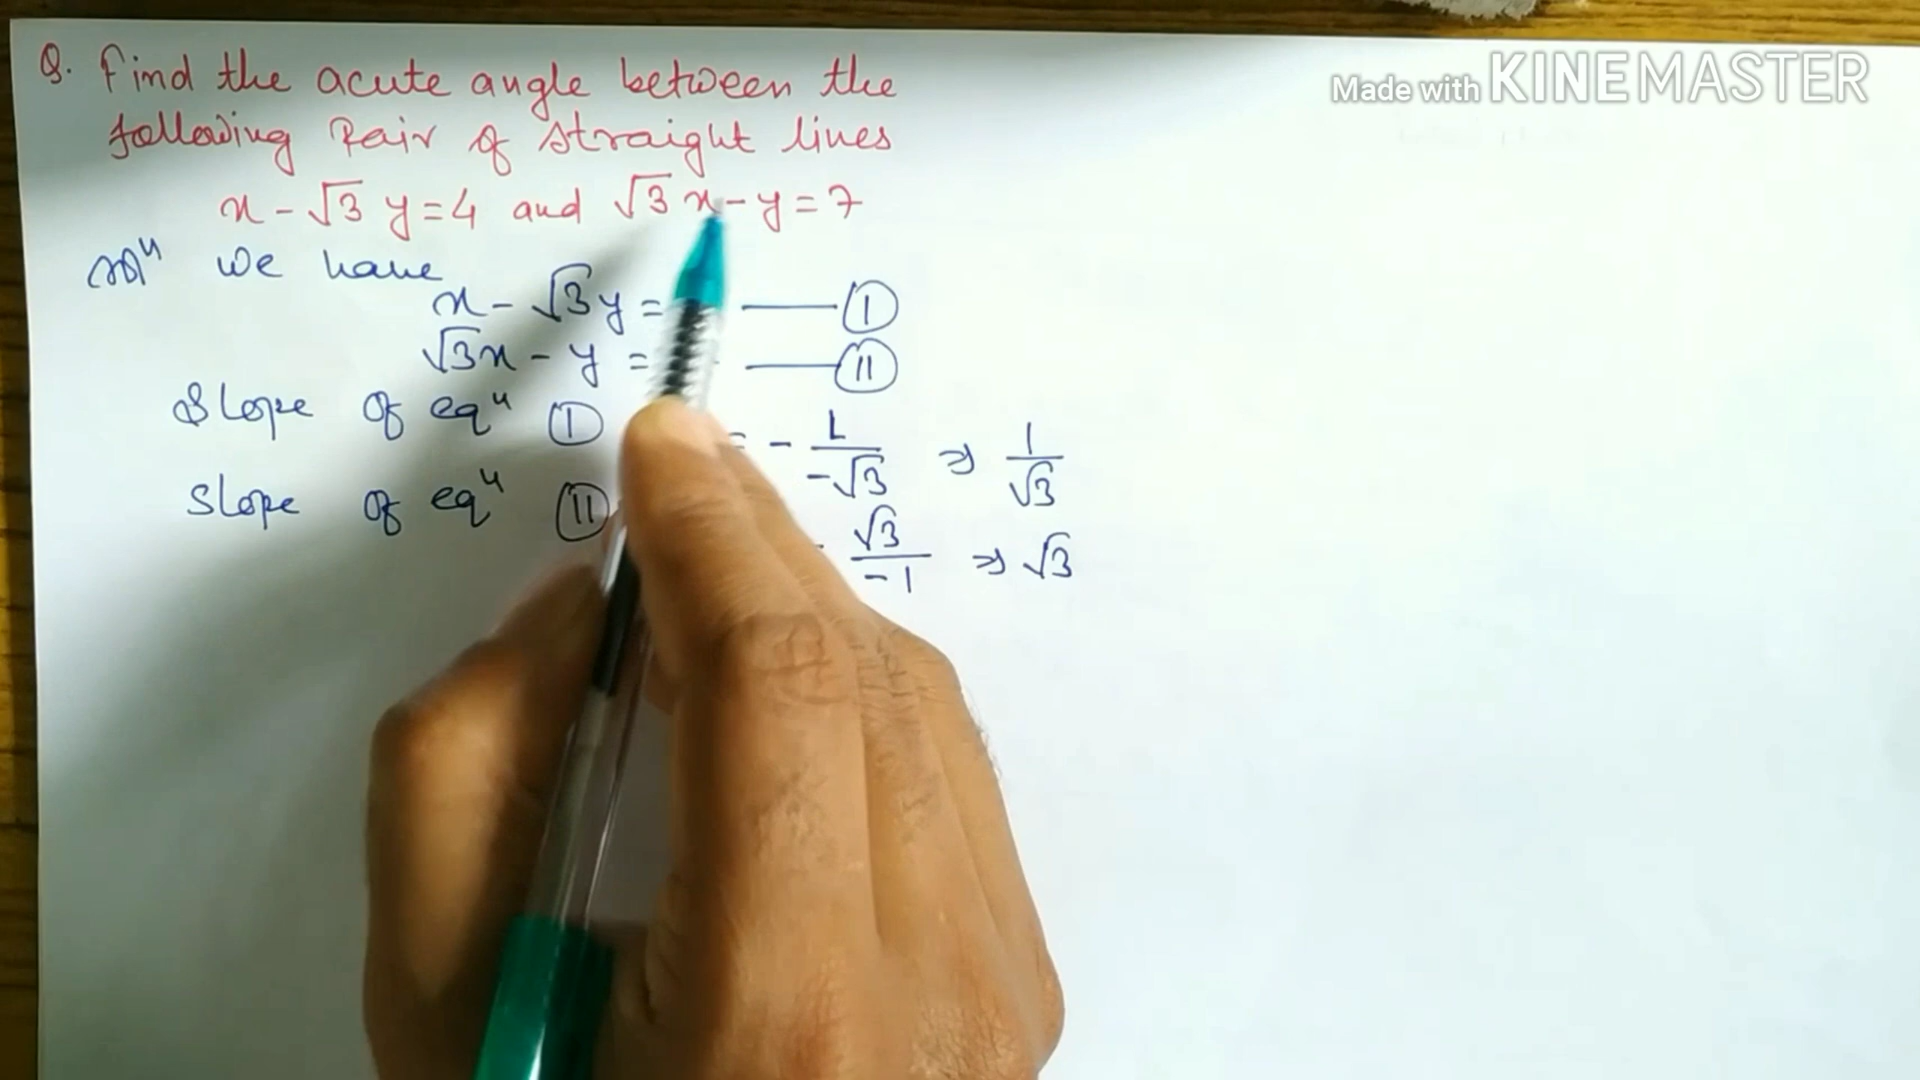 Q. Find the acute angle between the
following Pair of straight lines
x - √3 y = 4 and √3 x - y = 7
Solⁿ we have
x - √3y = ——— (I)
√3x - y = ——— (II)
Slope of eqⁿ (I) = - 1/-√3 ⇒ 1/√3
Slope of eqⁿ (II) √3/-1 ⇒ √3
Made with KINEMASTER